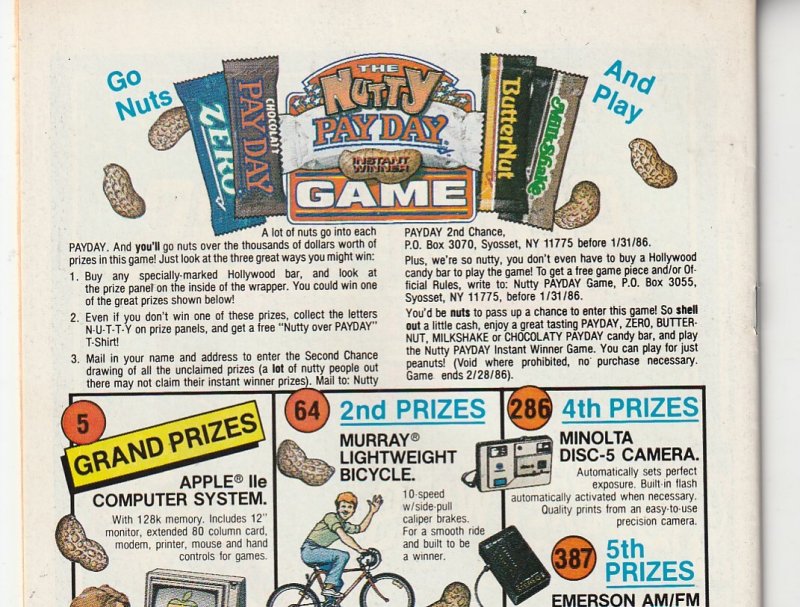 Go
Nuts
ZERO
CHOCOLATY
PAY DAY
THE
NUTTY
PAY DAY
INSTANT
WINNER
GAME
ButterNut
Milk Shake
And
Play
A lot of nuts go into each
PAYDAY. And you'll go nuts over the thousands of dollars worth of
prizes in this game! Just look at the three great ways you might win:
1. Buy any specially-marked Hollywood bar, and look at
the prize panel on the inside of the wrapper. You could win one
of the great prizes shown below!
2. Even if you don't win one of these prizes, collect the letters
N-U-T-T-Y on prize panels, and get a free "Nutty over PAYDAY"
T-Shirt!
3. Mail in your name and address to enter the Second Chance
drawing of all the unclaimed prizes (a lot of nutty people out
there may not claim their instant winner prizes). Mail to: Nutty
PAYDAY 2nd Chance,
P.O. Box 3070, Syosset, NY 11775 before 1/31/86.
Plus, we're so nutty, you don't even have to buy a Hollywood
candy bar to play the game! To get a free game piece and/or Of-
ficial Rules, write to: Nutty PAYDAY Game, P.O. Box 3055,
Syosset, NY 11775, before 1/31/86.
You'd be nuts to pass up a chance to enter this game! So shell
out a little cash, enjoy a great tasting PAYDAY, ZERO, BUTTER-
NUT, MILKSHAKE or CHOCOLATY PAYDAY candy bar, and play
the Nutty PAYDAY Instant Winner Game. You can play for just
peanuts! (Void where prohibited, no purchase necessary.
Game ends 2/28/86).
5
GRAND PRIZES
APPLE® IIe
COMPUTER SYSTEM.
With 128k memory. Includes 12"
monitor, extended 80 column card,
modem, printer, mouse and hand
controls for games.
64
2nd PRIZES
MURRAY®
LIGHTWEIGHT
BICYCLE.
10-speed
w/side-pull
caliper brakes.
For a smooth ride
and built to be
a winner.
286
4th PRIZES
MINOLTA
DISC-5 CAMERA.
Automatically sets perfect
exposure. Built-in flash
automatically activated when necessary.
Quality prints from an easy-to-use
precision camera.
387
5th
PRIZES
EMERSON AM/FM